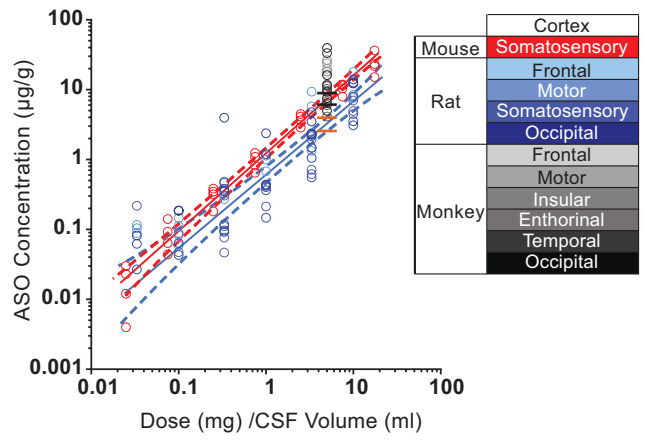 ASO Concentration (µg/g)
100
10
1
0.1
0.01
0.001
0.01
0.1
1
10
100
Dose (mg) /CSF Volume (ml)
Cortex
Mouse Somatosensory
Rat
Frontal
Motor
Somatosensory
Occipital
Monkey
Frontal
Motor
Insular
Enthorinal
Temporal
Occipital